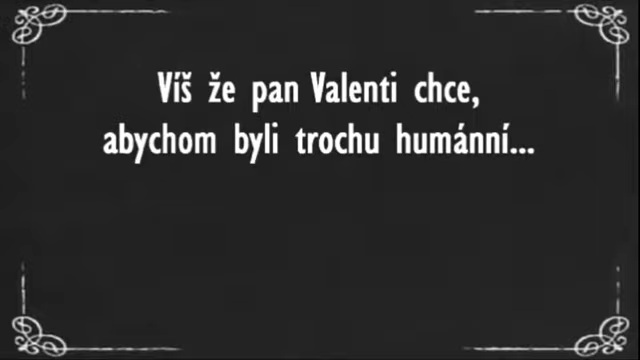 Víš že pan Valenti chce,
abychom byli trochu humánní...